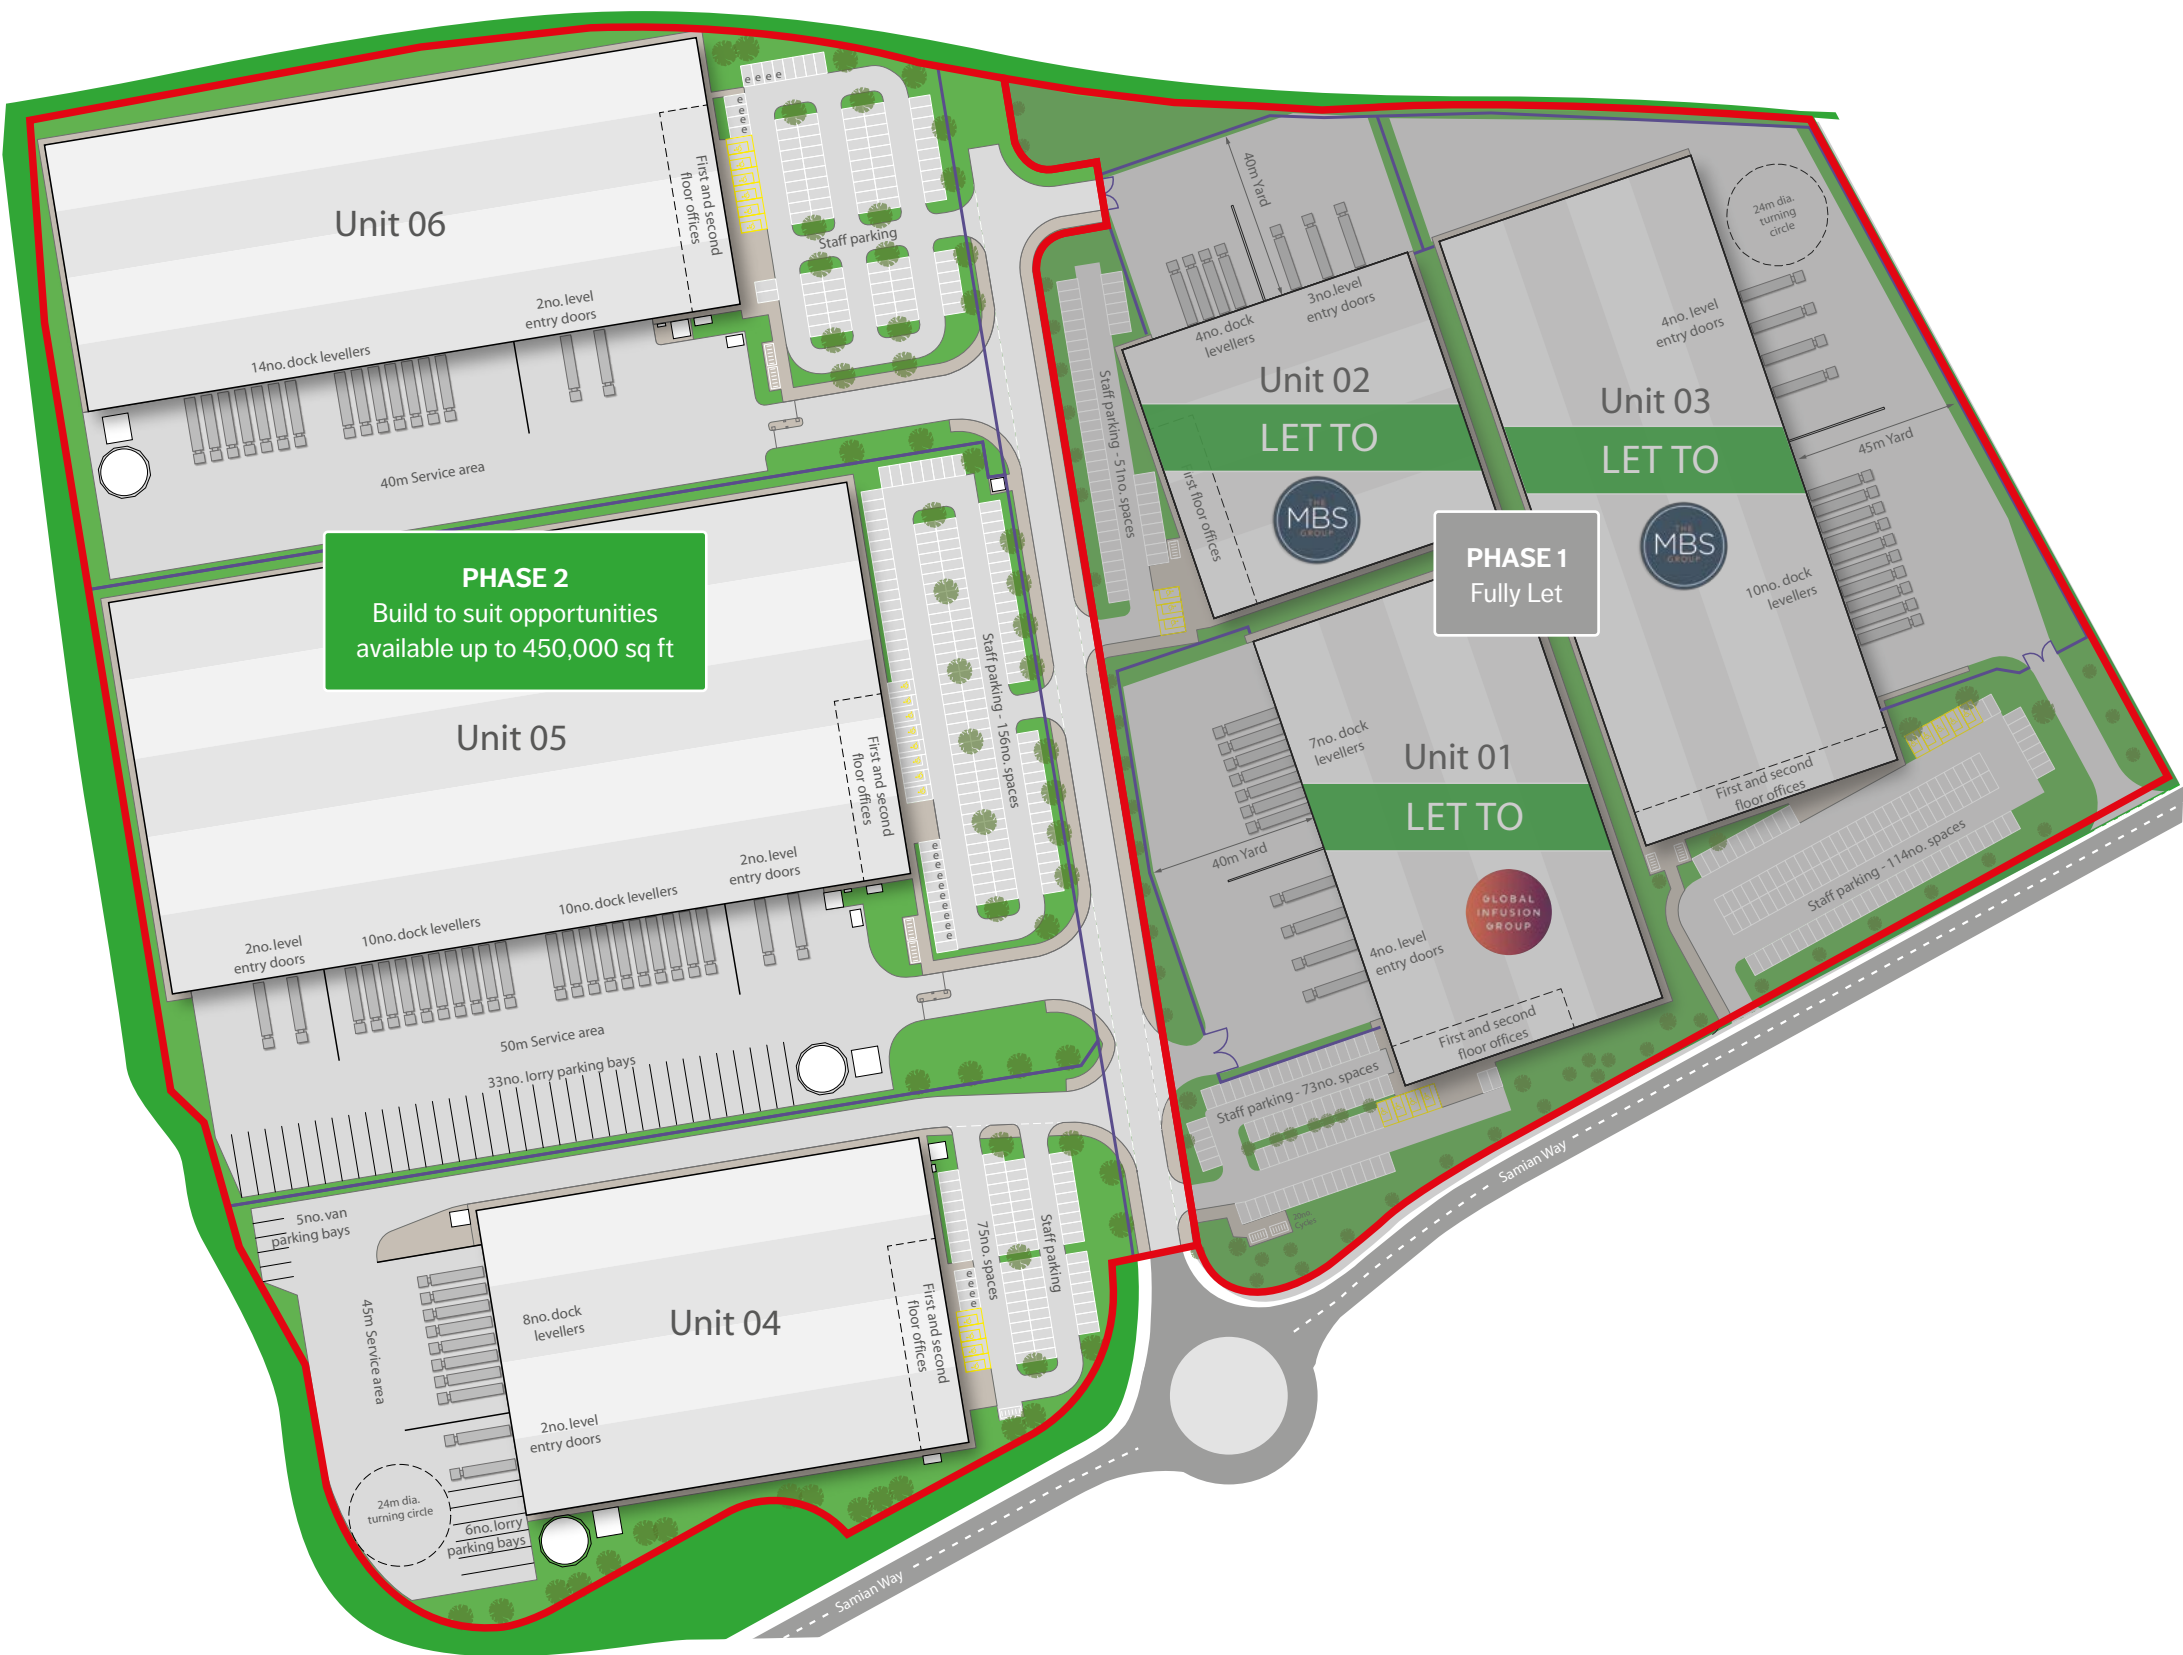 Unit 06
First and second
floor offices
14no. dock levellers
2no. level
entry doors
40m Service area
e e e e
e
e
e
e
Staff parking
PHASE 2
Build to suit opportunities
available up to 450,000 sq ft
Unit 05
First and second
floor offices
Staff parking - 156no. spaces
2no. level
entry doors
10no. dock levellers
10no. dock levellers
2no. level
entry doors
e
e
e
e
e
e
e
e
e
e
50m Service area
33no. lorry parking bays
5no. van
parking bays
45m Service area
8no. dock
levellers
Unit 04
2no. level
entry doors
First and second
floor offices
75no. spaces
Staff parking
e
e
e
e
24m dia.
turning circle
6no. lorry
parking bays
40m Yard
4no. dock
levellers
3no. level
entry doors
Unit 02
LET TO
THE
MBS
GROUP
First floor offices
Staff parking - 51no. spaces
24m dia.
turning
circle
4no. level
entry doors
Unit 03
LET TO
THE
MBS
GROUP
45m Yard
10no. dock
levellers
First and second
floor offices
Staff parking - 114no. spaces
PHASE 1
Fully Let
7no. dock
levellers
Unit 01
LET TO
GLOBAL
INFUSION
GROUP
40m Yard
4no. level
entry doors
First and second
floor offices
Staff parking - 73no. spaces
20no.
Cycles
Samian Way
Samian Way